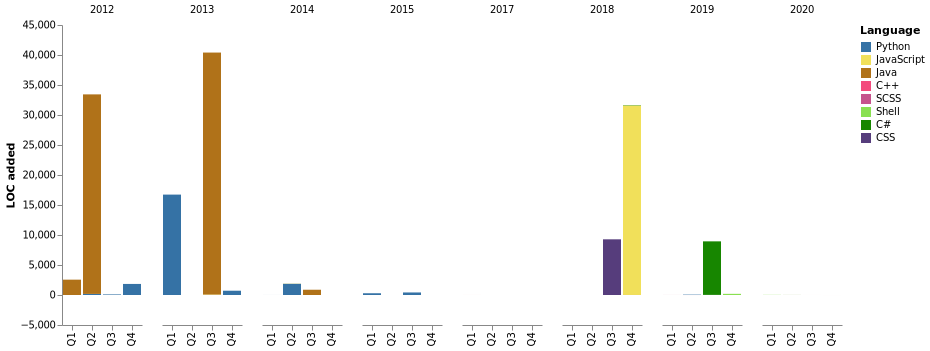 2012 2013 2014 2015 2017 2018 2019 2020
45,000
40,000
35,000
30,000
25,000
20,000
15,000
10,000
5,000
0
−5,000
LOC added
Q1 Q2 Q3 Q4 Q1 Q2 Q3 Q4 Q1 Q2 Q3 Q4 Q1 Q2 Q3 Q4 Q1 Q2 Q3 Q4 Q1 Q2 Q3 Q4 Q1 Q2 Q3 Q4 Q1 Q2 Q3 Q4
Language
Python
JavaScript
Java
C++
SCSS
Shell
C#
CSS